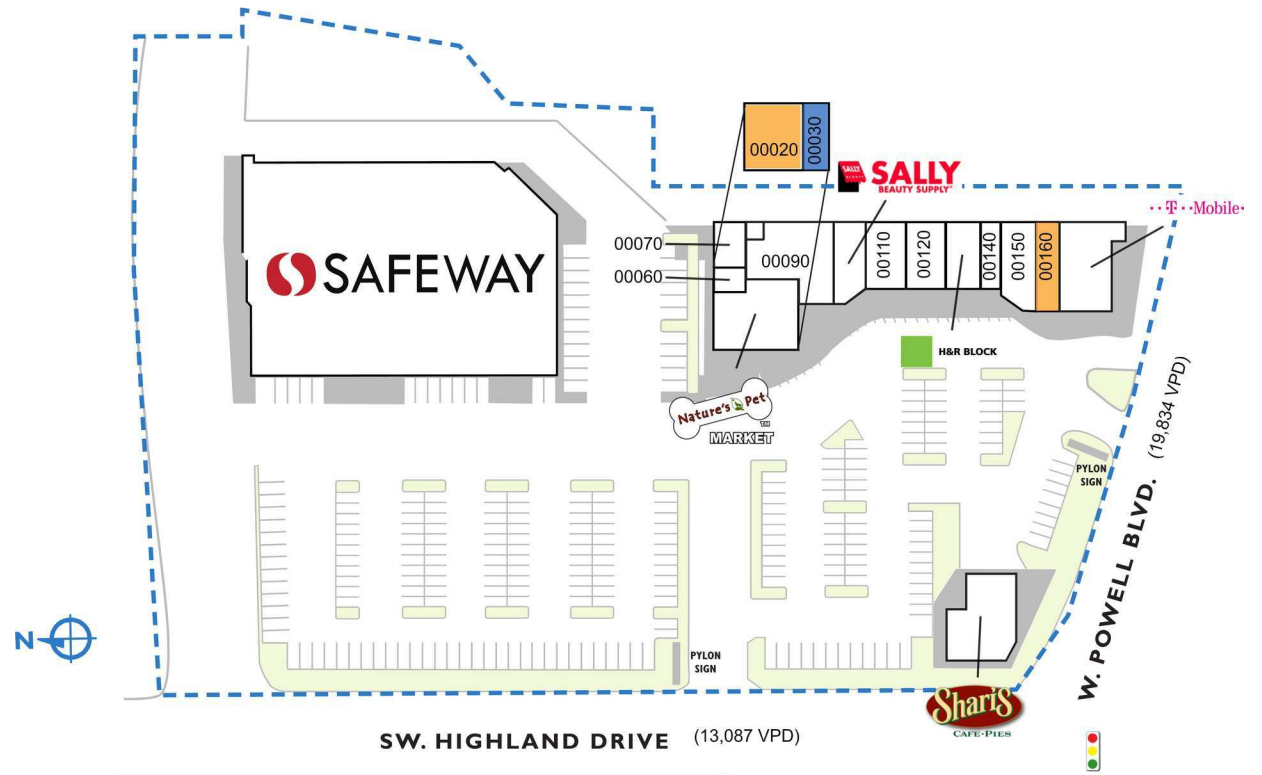 00020
00030
SALLY
SALLY
BEAUTY SUPPLY
T Mobile
00070
00060
00090
00110
00120
00140
00150
00160
SAFEWAY
H&R BLOCK
Nature's Pet
TM
MARKET
(19,834 VPD)
W. POWELL BLVD.
PYLON
SIGN
N
PYLON
SIGN
Shari's
CAFE•PIES
SW. HIGHLAND DRIVE (13,087 VPD)